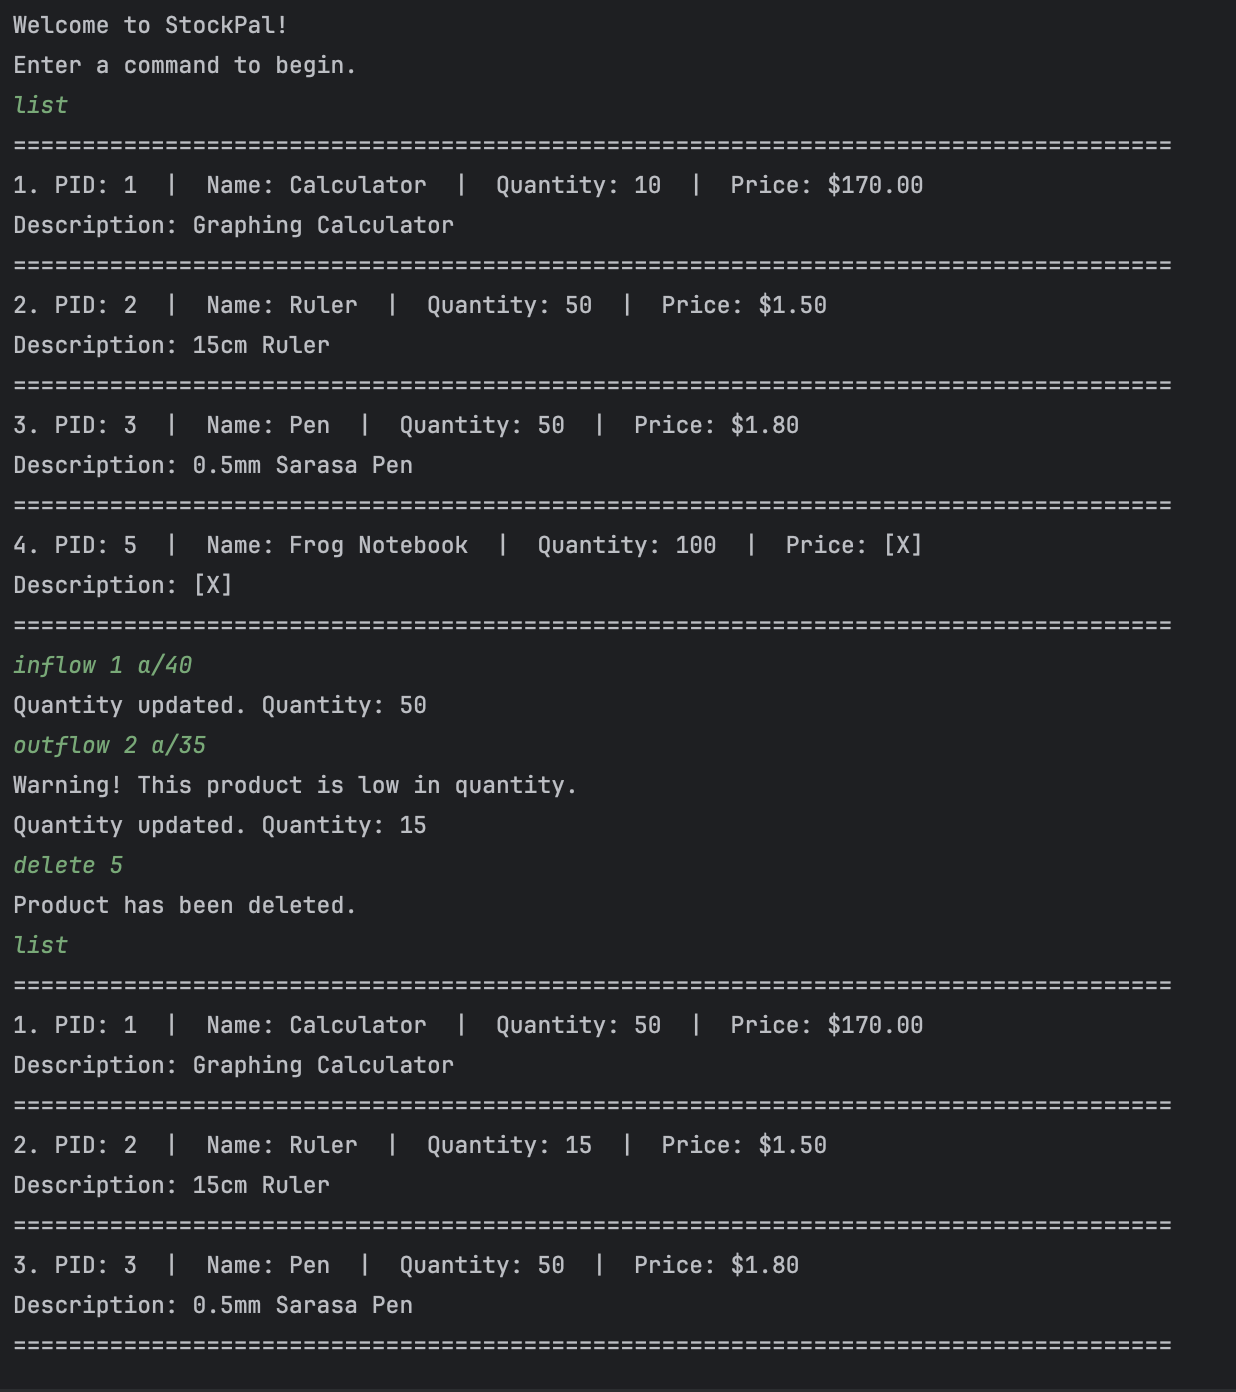 Welcome to StockPal!
Enter a command to begin.
list
====================================================================================
1. PID: 1  |  Name: Calculator  |  Quantity: 10  |  Price: $170.00
Description: Graphing Calculator
====================================================================================
2. PID: 2  |  Name: Ruler  |  Quantity: 50  |  Price: $1.50
Description: 15cm Ruler
====================================================================================
3. PID: 3  |  Name: Pen  |  Quantity: 50  |  Price: $1.80
Description: 0.5mm Sarasa Pen
====================================================================================
4. PID: 5  |  Name: Frog Notebook  |  Quantity: 100  |  Price: [X]
Description: [X]
====================================================================================
inflow 1 a/40
Quantity updated. Quantity: 50
outflow 2 a/35
Warning! This product is low in quantity.
Quantity updated. Quantity: 15
delete 5
Product has been deleted.
list
====================================================================================
1. PID: 1  |  Name: Calculator  |  Quantity: 50  |  Price: $170.00
Description: Graphing Calculator
====================================================================================
2. PID: 2  |  Name: Ruler  |  Quantity: 15  |  Price: $1.50
Description: 15cm Ruler
====================================================================================
3. PID: 3  |  Name: Pen  |  Quantity: 50  |  Price: $1.80
Description: 0.5mm Sarasa Pen
====================================================================================